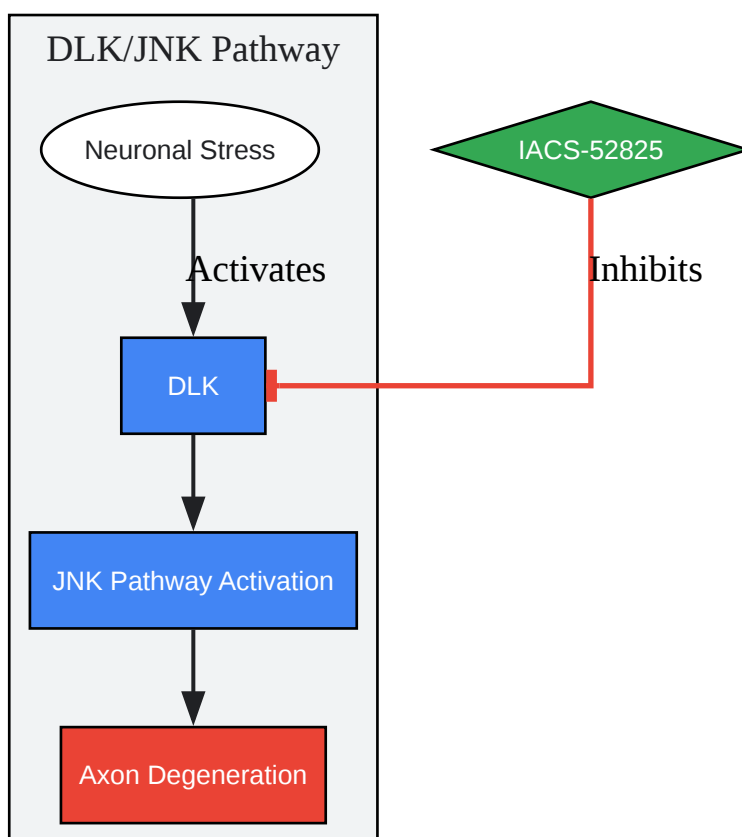 DLK/JNK Pathway
Neuronal Stress
IACS-52825
Activates
Inhibits
DLK
JNK Pathway Activation
Axon Degeneration